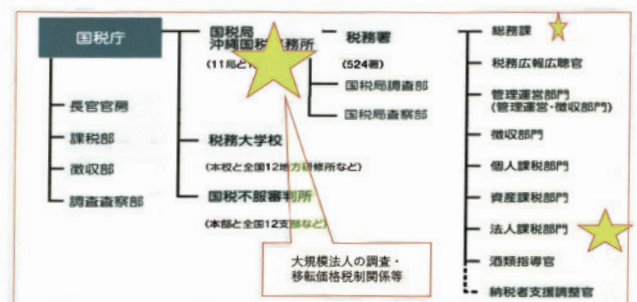 国税庁
長官官房
課税部
徴収部
調査査察部
国税局
沖縄国税 務所
(11局と
税務大学校
(本校と全国12地方研修所など)
国税不服審判所
(本部と全国12支部など)
税務署
(524署)
国税局調査部
国税局査察部
総務課
税務広報広聴官
管理運営部門
(管理運営・徴収部門)
徴収部門
個人課税部門
資産課税部門
法人課税部門
酒類指導官
納税者支援調整官
大規模法人の調査・
移転価格税制関係等